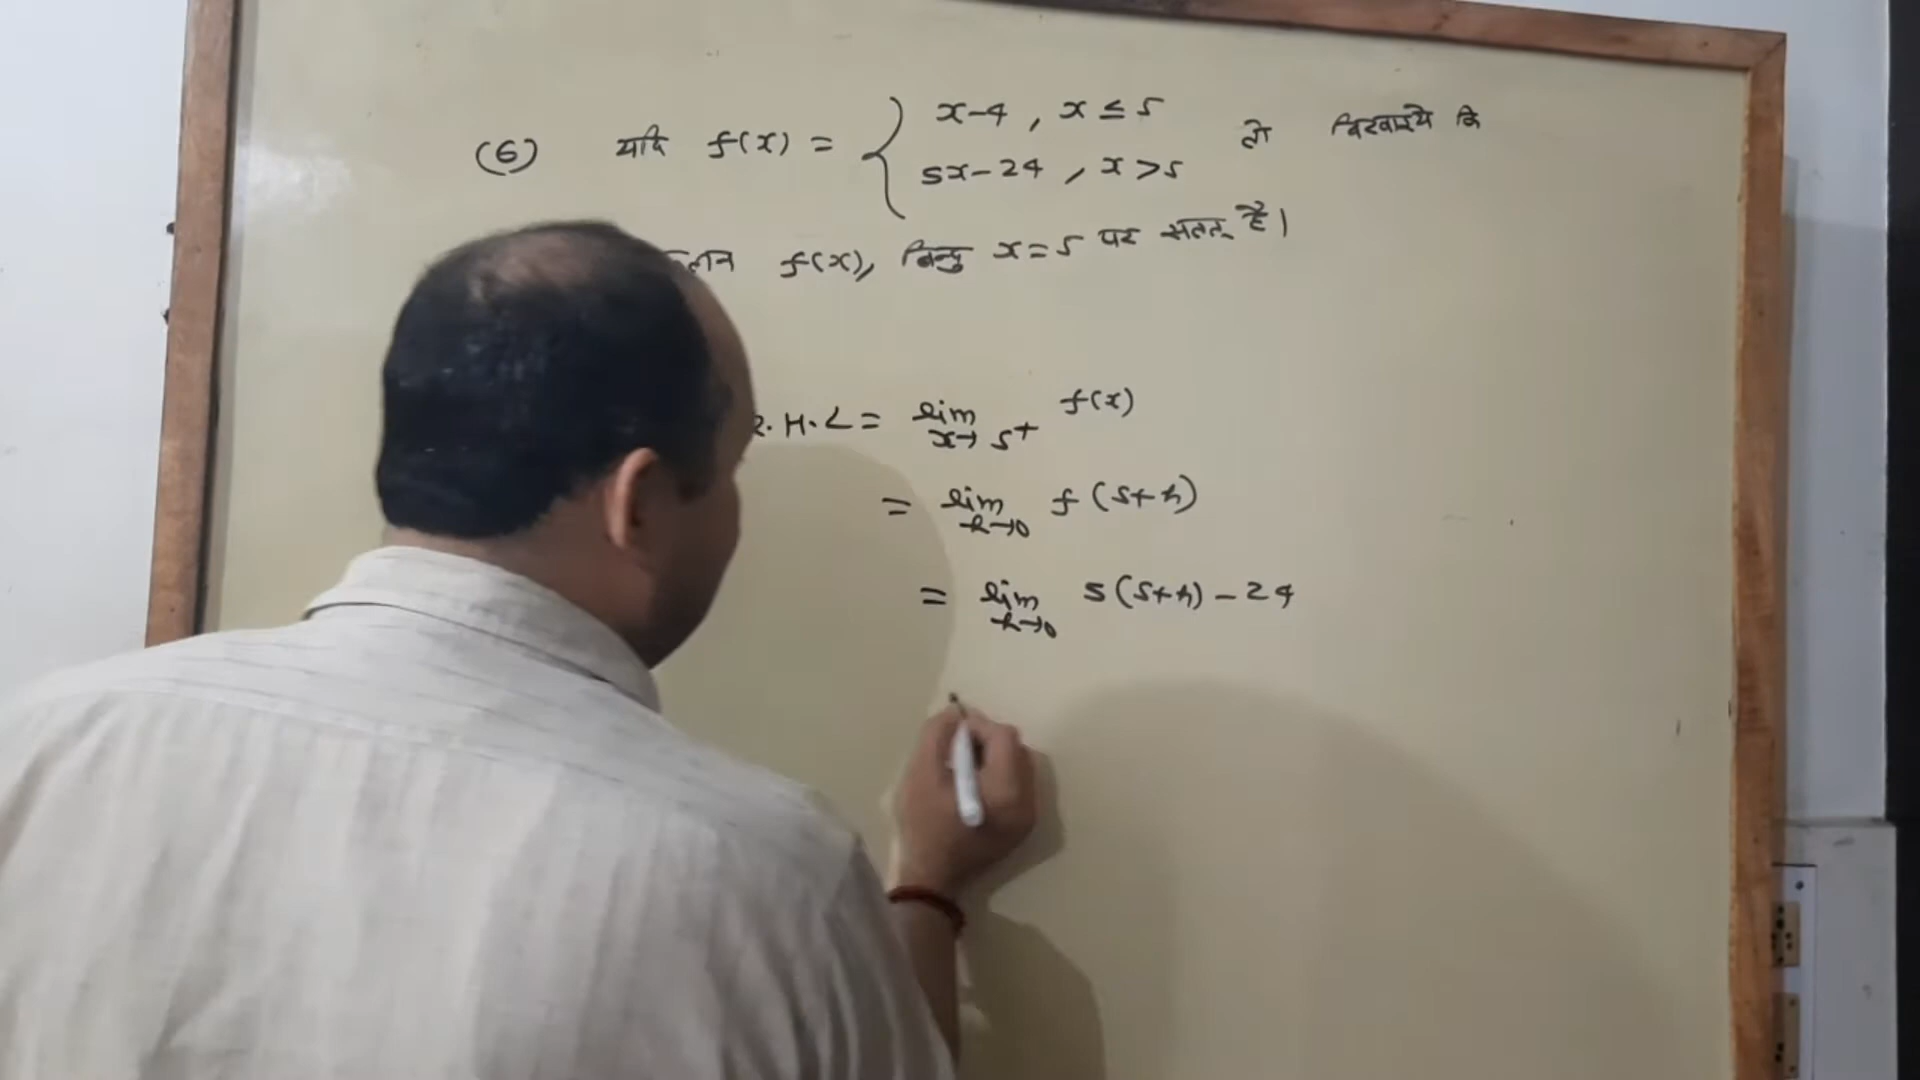 (6) यदि f(x) = { x-4 , x ≤ 5
5x-24 , x > 5 तो दिखाइये कि
f(x), बिन्दु x=5 पर सतत् है।
R.H.L = lim x→5+ f(x)
= lim h→0 f(5+h)
= lim h→0 5(5+h)-24